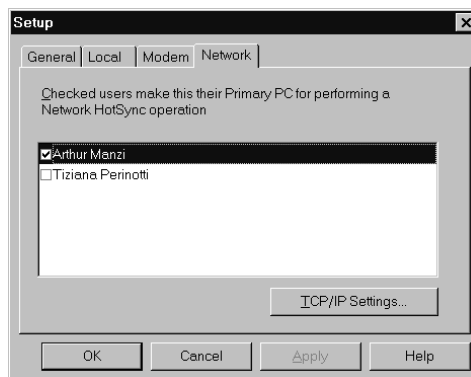 Setup
General Local Modem Network
Checked users make this their Primary PC for performing a
Network HotSync operation
Arthur Manzi
Tiziana Perinotti
TCP/IP Settings...
OK Cancel Apply Help